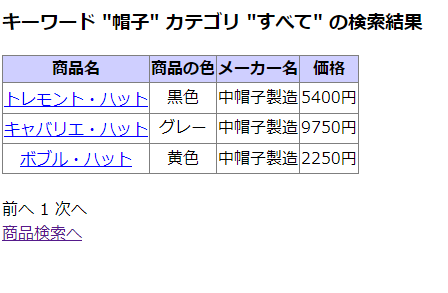 キーワード "帽子" カテゴリ "すべて" の検索結果
商品名 商品の色 メーカー名 価格
トレモント・ハット 黒色 中帽子製造 5400円
キャバリエ・ハット グレー 中帽子製造 9750円
ボブル・ハット 黄色 中帽子製造 2250円
前へ 1 次へ
商品検索へ